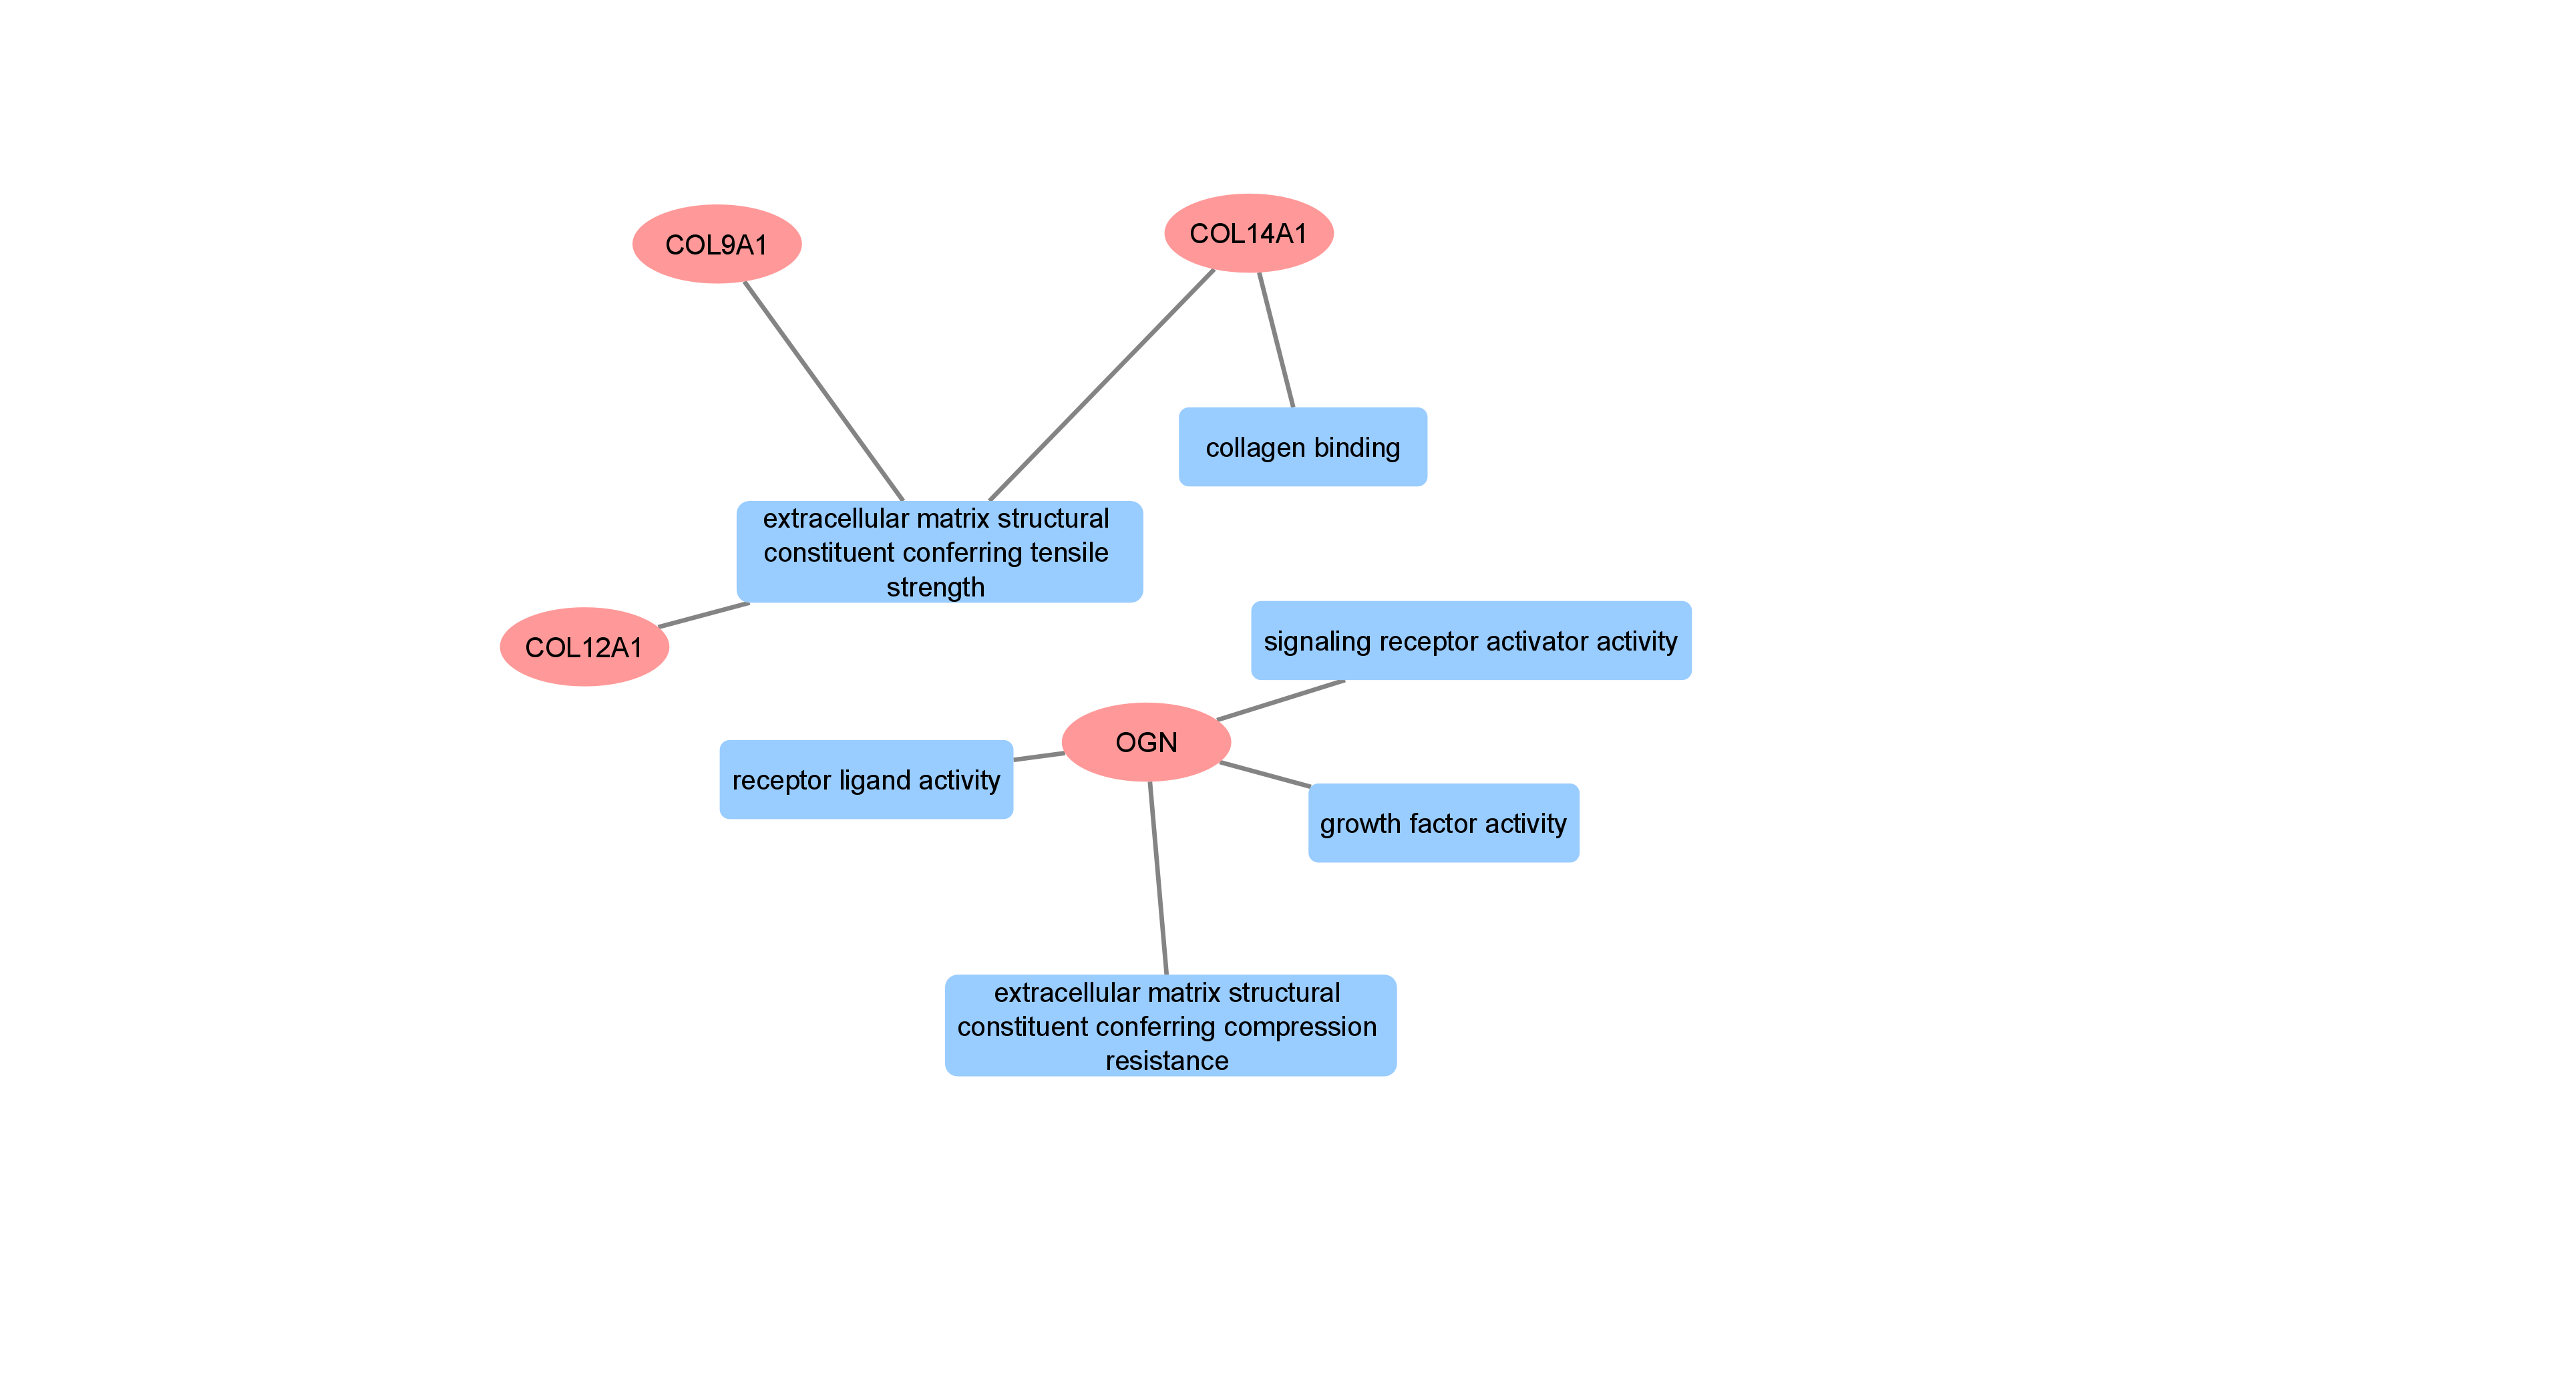 COL9A1
COL14A1
collagen binding
extracellular matrix structural
constituent conferring tensile
strength
COL12A1
signaling receptor activator activity
OGN
receptor ligand activity
growth factor activity
extracellular matrix structural
constituent conferring compression
resistance